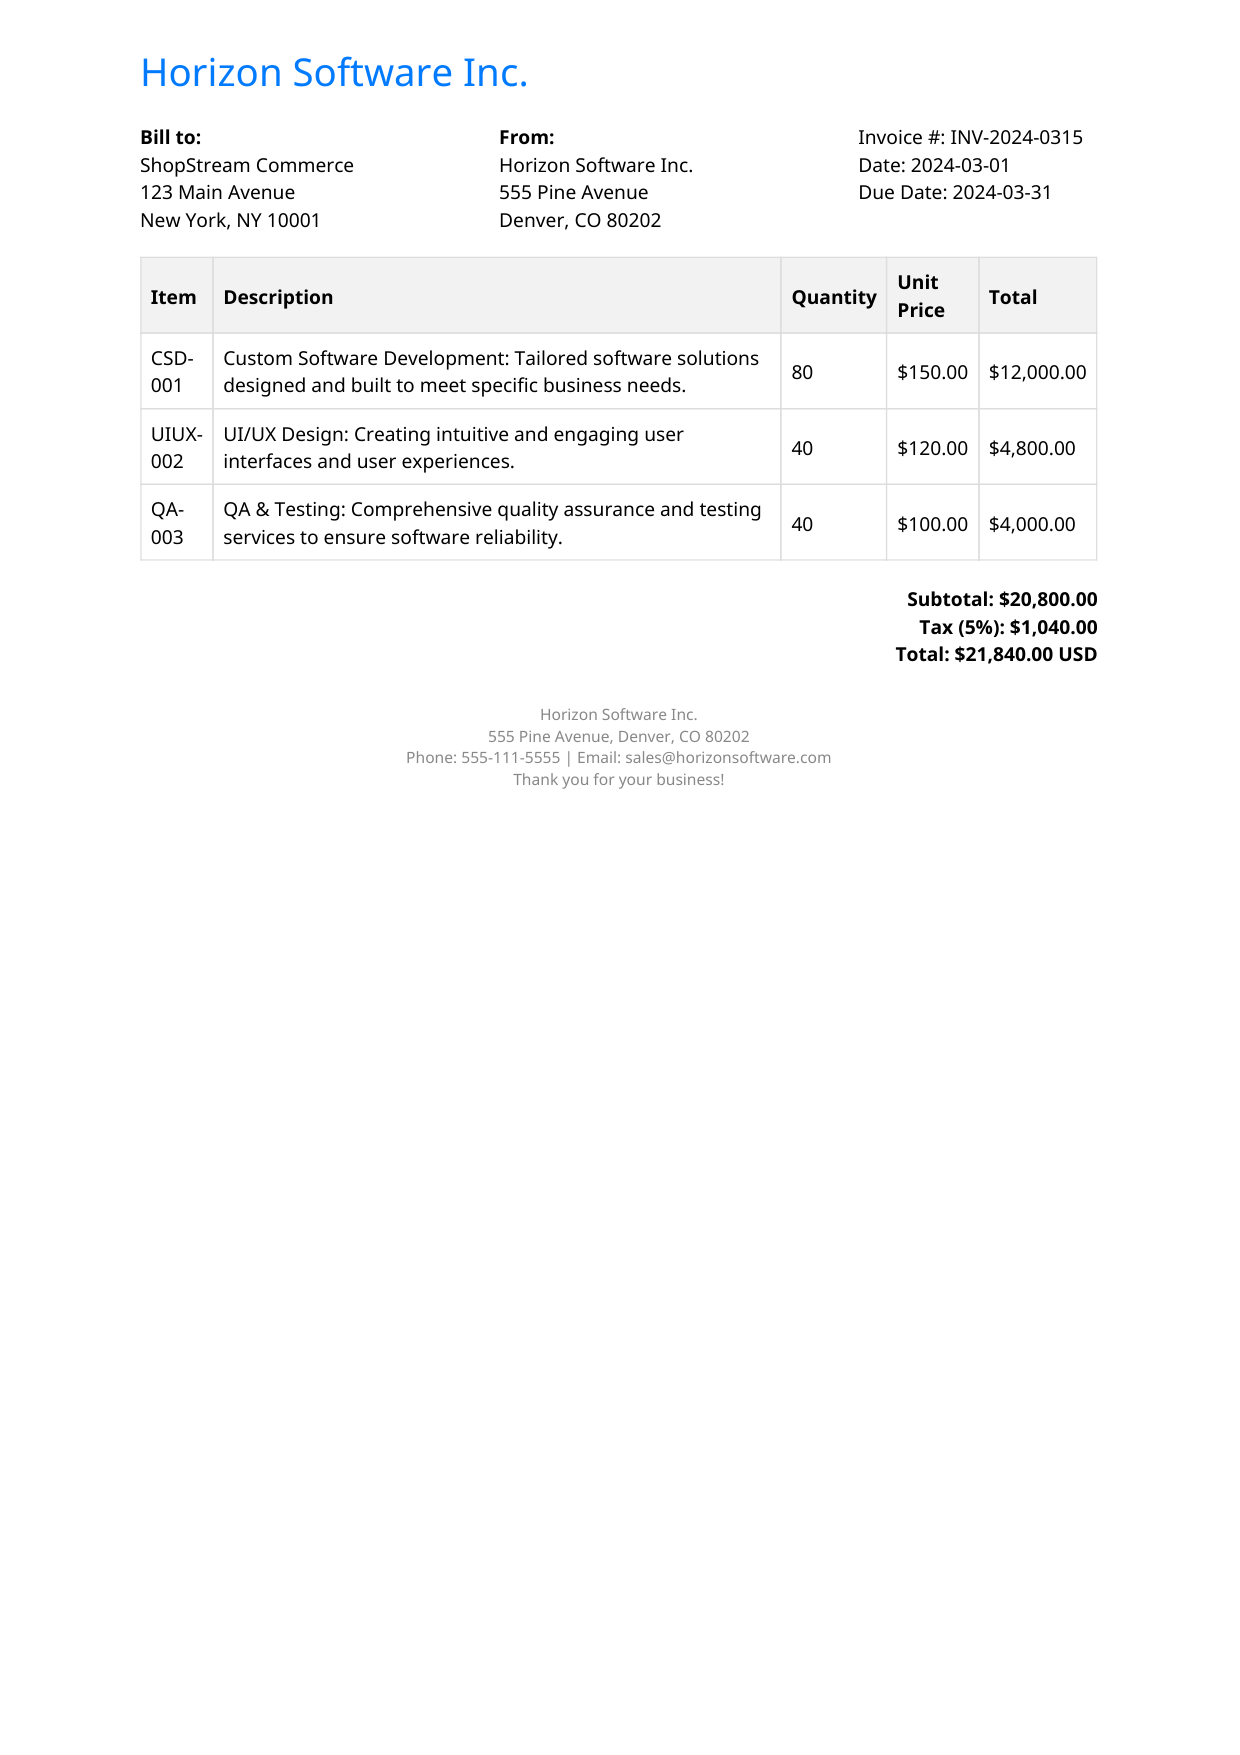 Horizon Software Inc.
Bill to:
ShopStream Commerce
123 Main Avenue
New York, NY 10001
From:
Horizon Software Inc.
555 Pine Avenue
Denver, CO 80202
Invoice #: INV-2024-0315
Date: 2024-03-01
Due Date: 2024-03-31
Item Description Quantity Unit Price Total
CSD-001 Custom Software Development: Tailored software solutions designed and built to meet specific business needs. 80 $150.00 $12,000.00
UIUX-002 UI/UX Design: Creating intuitive and engaging user interfaces and user experiences. 40 $120.00 $4,800.00
QA-003 QA & Testing: Comprehensive quality assurance and testing services to ensure software reliability. 40 $100.00 $4,000.00
Subtotal: $20,800.00
Tax (5%): $1,040.00
Total: $21,840.00 USD
Horizon Software Inc.
555 Pine Avenue, Denver, CO 80202
Phone: 555-111-5555 | Email: sales@horizonsoftware.com
Thank you for your business!